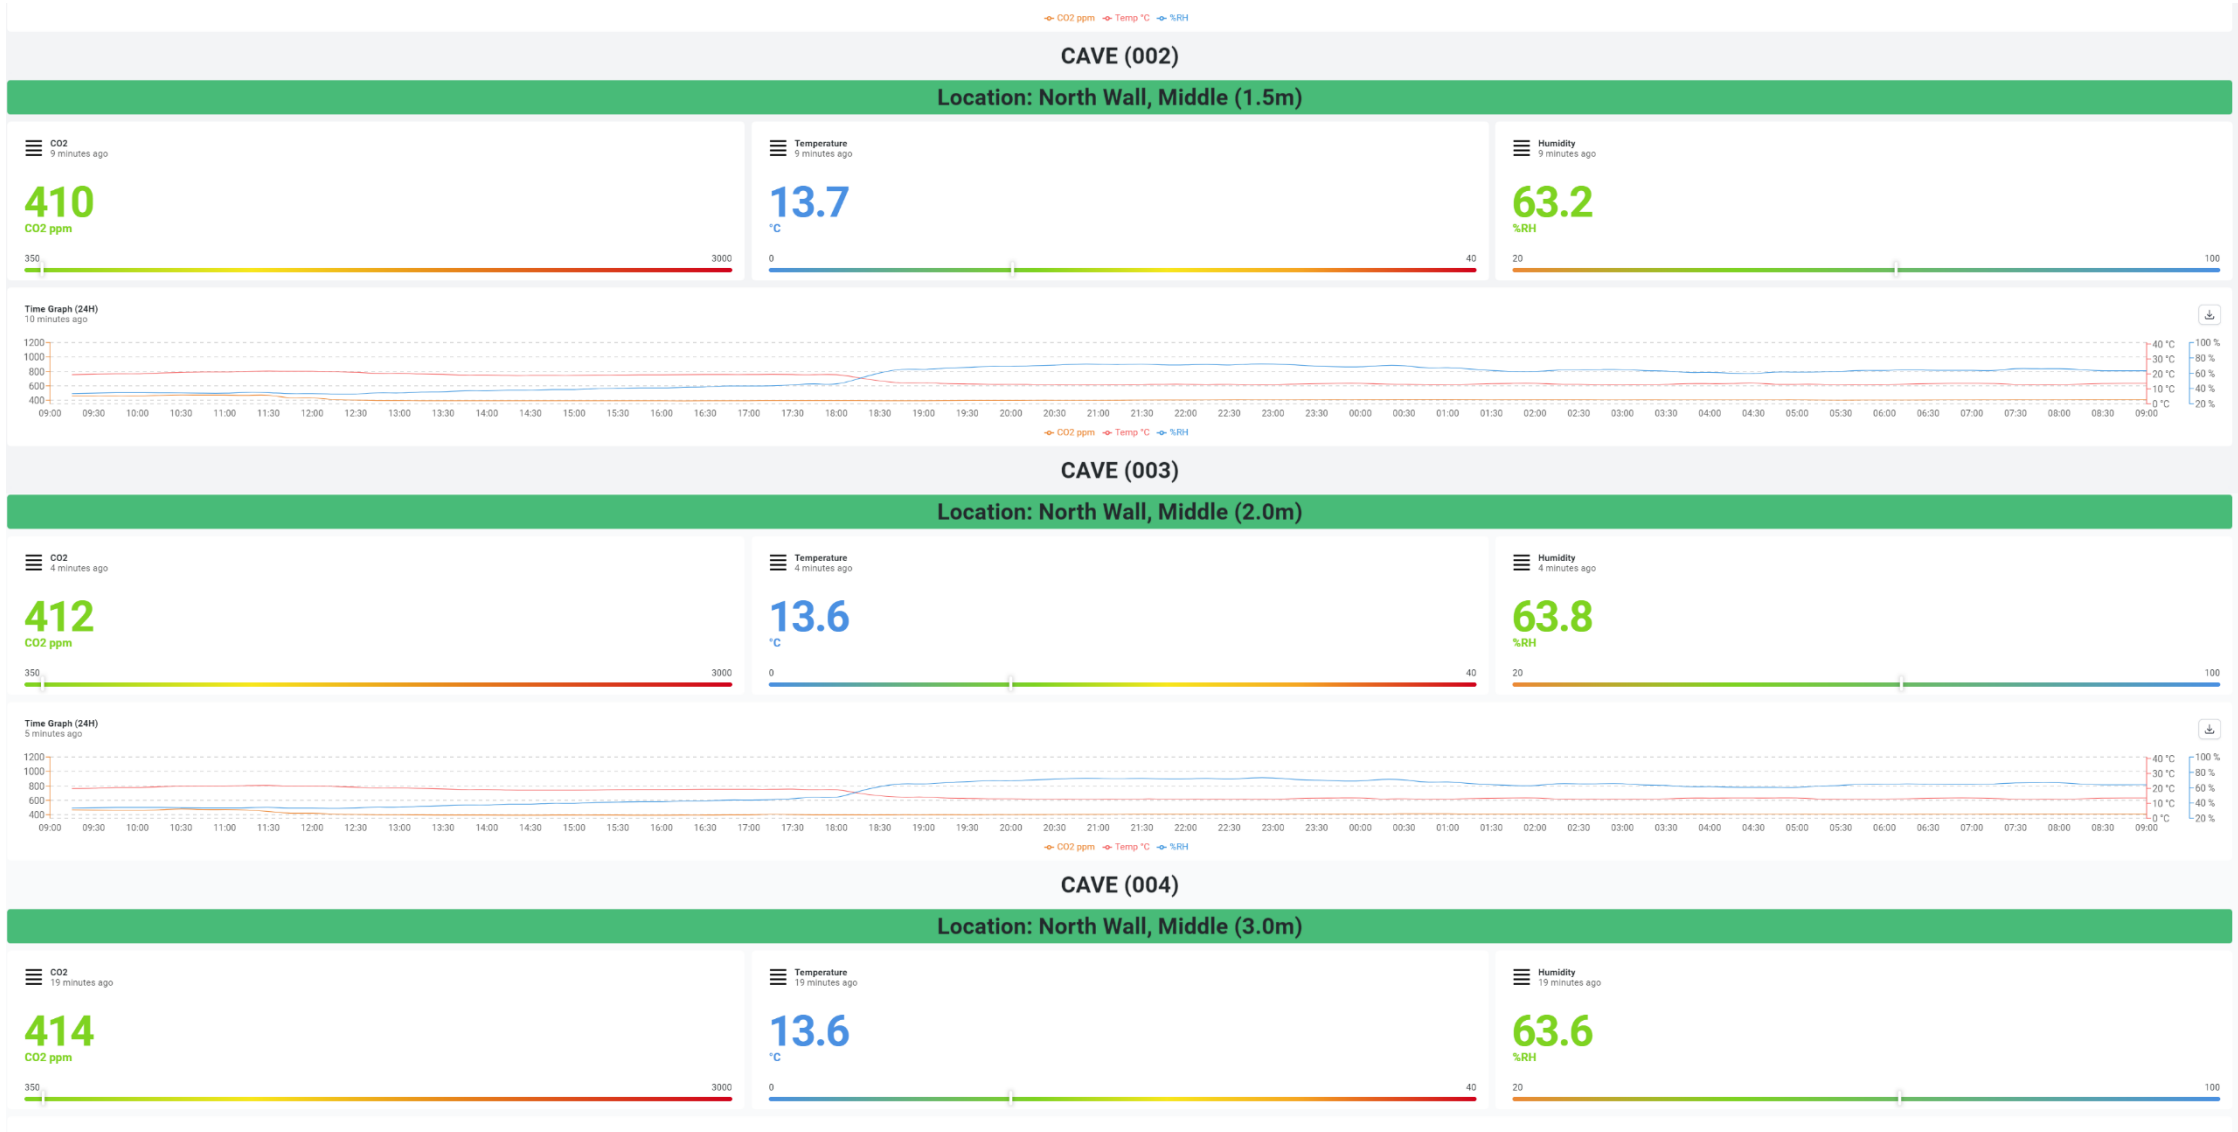 CO2 ppm Temp °C %RH
CAVE (002)
Location: North Wall, Middle (1.5m)
CO2
9 minutes ago
410
CO2 ppm
350 3000
Temperature
9 minutes ago
13.7
°C
0 40
Humidity
9 minutes ago
63.2
%RH
20 100
Time Graph (24H)
10 minutes ago
1200
1000
800
600
400
40 °C
30 °C
20 °C
10 °C
0 °C
100 %
80 %
60 %
40 %
20 %
09:00 09:30 10:00 10:30 11:00 11:30 12:00 12:30 13:00 13:30 14:00 14:30 15:00 15:30 16:00 16:30 17:00 17:30 18:00 18:30 19:00 19:30 20:00 20:30 21:00 21:30 22:00 22:30 23:00 23:30 00:00 00:30 01:00 01:30 02:00 02:30 03:00 03:30 04:00 04:30 05:00 05:30 06:00 06:30 07:00 07:30 08:00 08:30 09:00
CO2 ppm Temp °C %RH
CAVE (003)
Location: North Wall, Middle (2.0m)
CO2
4 minutes ago
412
CO2 ppm
350 3000
Temperature
4 minutes ago
13.6
°C
0 40
Humidity
4 minutes ago
63.8
%RH
20 100
Time Graph (24H)
5 minutes ago
1200
1000
800
600
400
40 °C
30 °C
20 °C
10 °C
0 °C
100 %
80 %
60 %
40 %
20 %
09:00 09:30 10:00 10:30 11:00 11:30 12:00 12:30 13:00 13:30 14:00 14:30 15:00 15:30 16:00 16:30 17:00 17:30 18:00 18:30 19:00 19:30 20:00 20:30 21:00 21:30 22:00 22:30 23:00 23:30 00:00 00:30 01:00 01:30 02:00 02:30 03:00 03:30 04:00 04:30 05:00 05:30 06:00 06:30 07:00 07:30 08:00 08:30 09:00
CO2 ppm Temp °C %RH
CAVE (004)
Location: North Wall, Middle (3.0m)
CO2
19 minutes ago
414
CO2 ppm
350 3000
Temperature
19 minutes ago
13.6
°C
0 40
Humidity
19 minutes ago
63.6
%RH
20 100